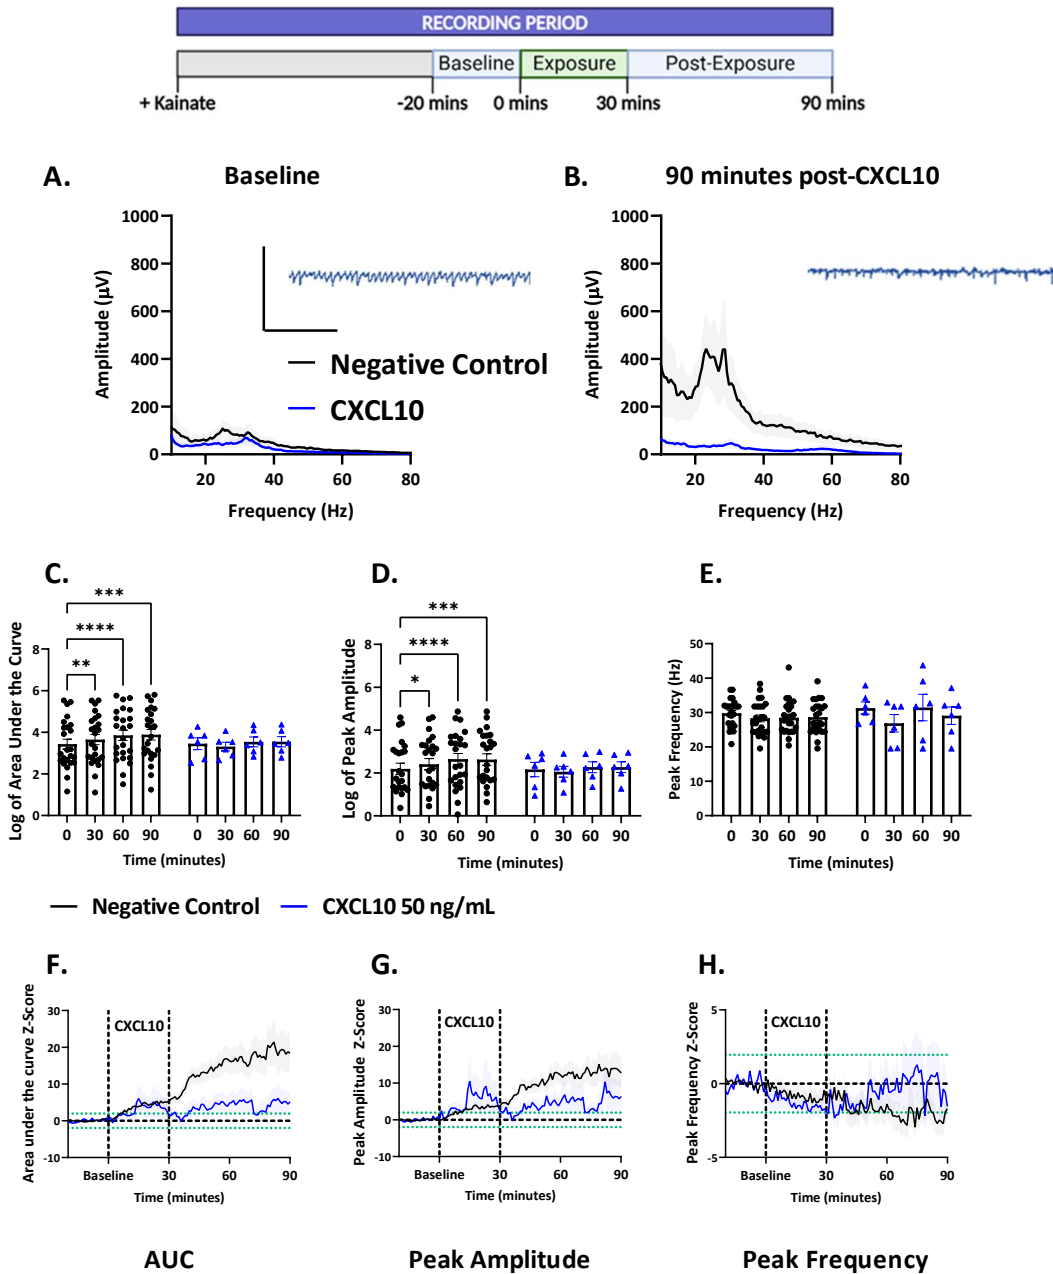 RECORDING PERIOD
Baseline Exposure Post-Exposure
+ Kainate -20 mins 0 mins 30 mins 90 mins
A. Baseline
B. 90 minutes post-CXCL10
1000
800
600
400
200
0
Amplitude (μV)
20 40 60 80
Frequency (Hz)
Negative Control
CXCL10
1000
800
600
400
200
0
Amplitude (μV)
20 40 60 80
Frequency (Hz)
C.
Log of Area Under the Curve
8
6
4
2
0
***
****
**
0 30 60 90 0 30 60 90
Time (minutes)
D.
Log of Peak Amplitude
8
6
4
2
0
***
****
*
0 30 60 90 0 30 60 90
Time (minutes)
E.
Peak Frequency (Hz)
50
40
30
20
10
0
0 30 60 90 0 30 60 90
Time (minutes)
Negative Control CXCL10 50 ng/mL
F.
Area under the curve Z-Score
30
20
10
0
-10
CXCL10
Baseline 30 60 90
Time (minutes)
AUC
G.
Peak Amplitude Z-Score
30
20
10
0
-10
CXCL10
Baseline 30 60 90
Time (minutes)
Peak Amplitude
H.
Peak Frequency Z-Score
5
0
-5
CXCL10
Baseline 30 60 90
Time (minutes)
Peak Frequency